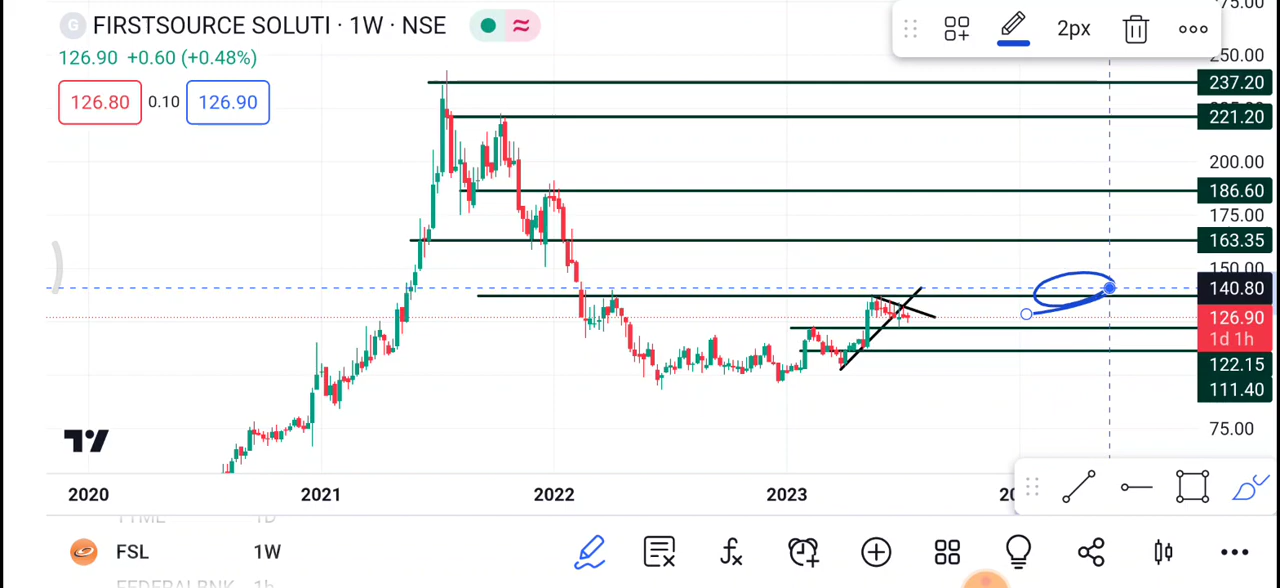 G FIRSTSOURCE SOLUTI · 1W · NSE
2px
126.90 +0.60 (+0.48%)
250.00
126.80 0.10 126.90
237.20
221.20
200.00
186.60
175.00
163.35
150.00
140.80
126.90
1d 1h
122.15
111.40
75.00
2020 2021 2022 2023
FSL 1W
FEDERALBNK 1h